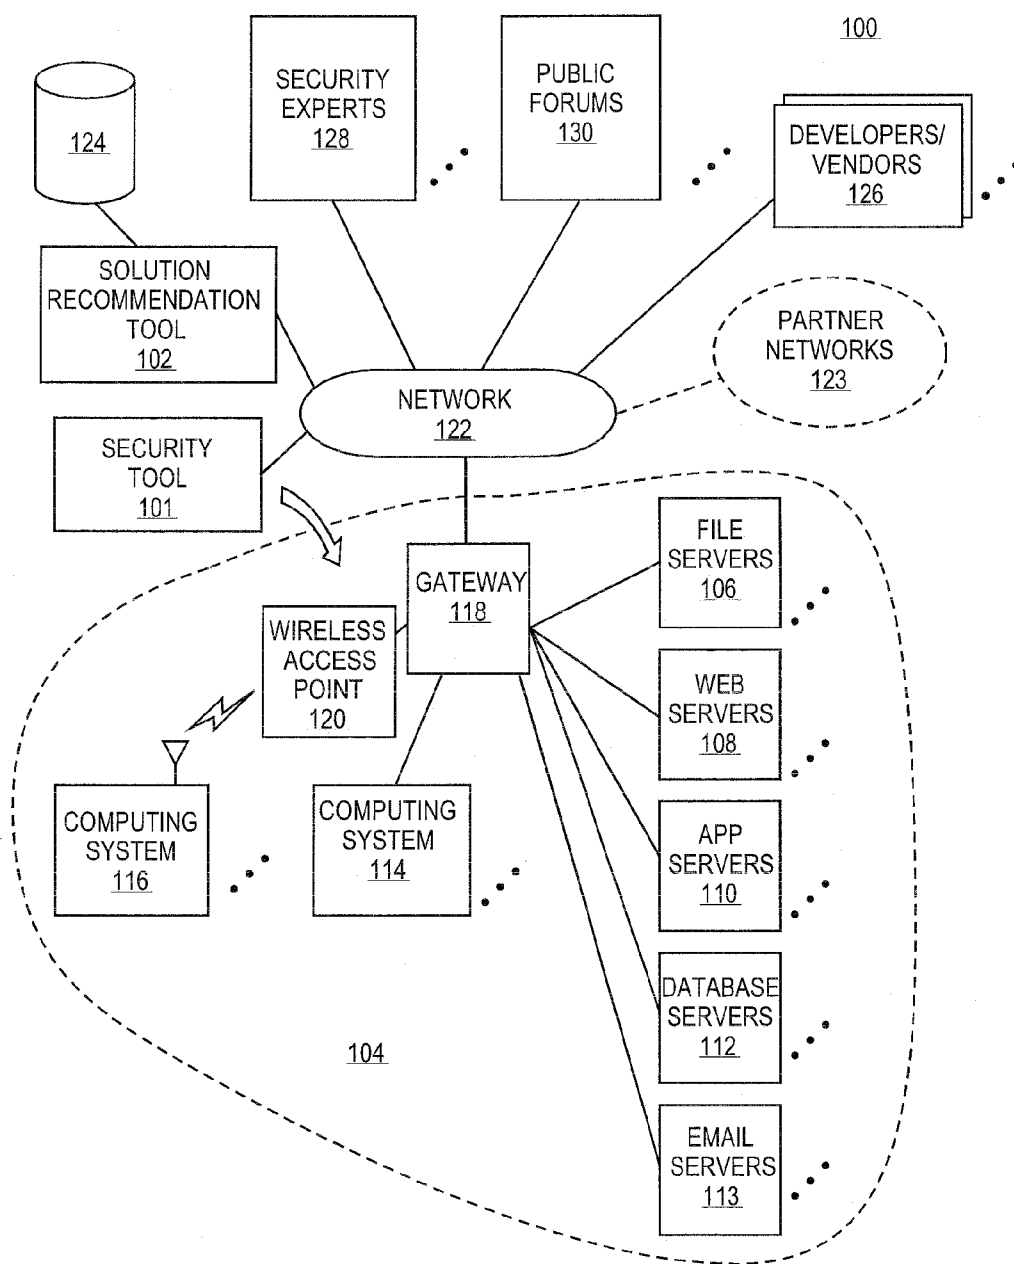 100
124
SECURITY
EXPERTS
128
PUBLIC
FORUMS
130
DEVELOPERS/
VENDORS
126
SOLUTION
RECOMMENDATION
TOOL
102
PARTNER
NETWORKS
123
NETWORK
122
SECURITY
TOOL
101
GATEWAY
118
FILE
SERVERS
106
WIRELESS
ACCESS
POINT
120
WEB
SERVERS
108
COMPUTING
SYSTEM
116
COMPUTING
SYSTEM
114
APP
SERVERS
110
DATABASE
SERVERS
112
104
EMAIL
SERVERS
113